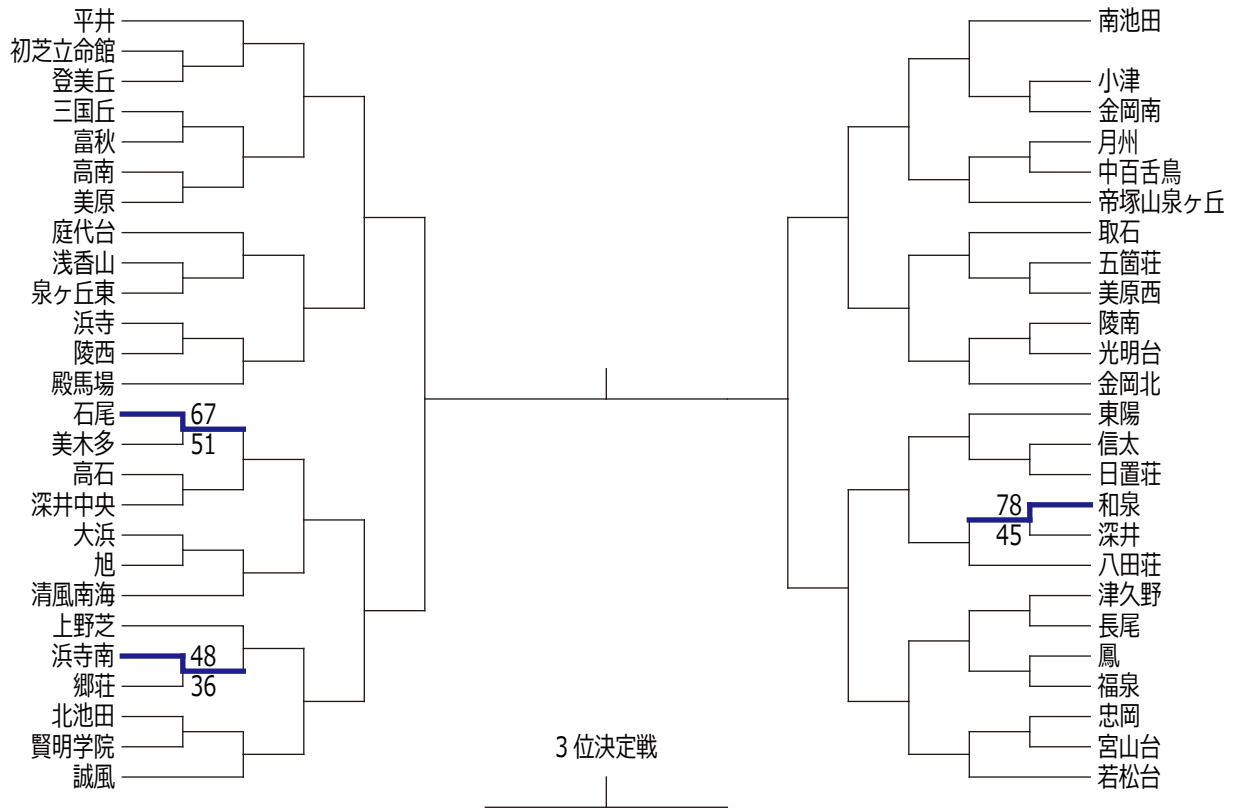 平井
初芝立命館
登美丘
三国丘
富秋
高南
美原
庭代台
浅香山
泉ヶ丘東
浜寺
陵西
殿馬場
石尾
67
美木多
51
高石
深井中央
大浜
旭
清風南海
上野芝
浜寺南
48
郷荘
36
北池田
賢明学院
誠風
3位決定戦
南池田
小津
金岡南
月州
中百舌鳥
帝塚山泉ヶ丘
取石
五箇荘
美原西
陵南
光明台
金岡北
東陽
信太
日置荘
78
和泉
45
深井
八田荘
津久野
長尾
鳳
福泉
忠岡
宮山台
若松台